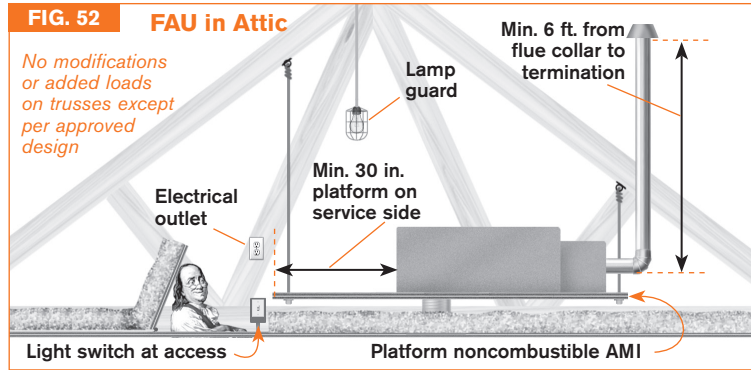 FIG. 52
FAU in Attic
No modifications
or added loads
on trusses except
per approved
design
Lamp
guard
Min. 6 ft. from
flue collar to
termination
Electrical
outlet
Min. 30 in.
platform on
service side
Light switch at access
Platform noncombustible AMI